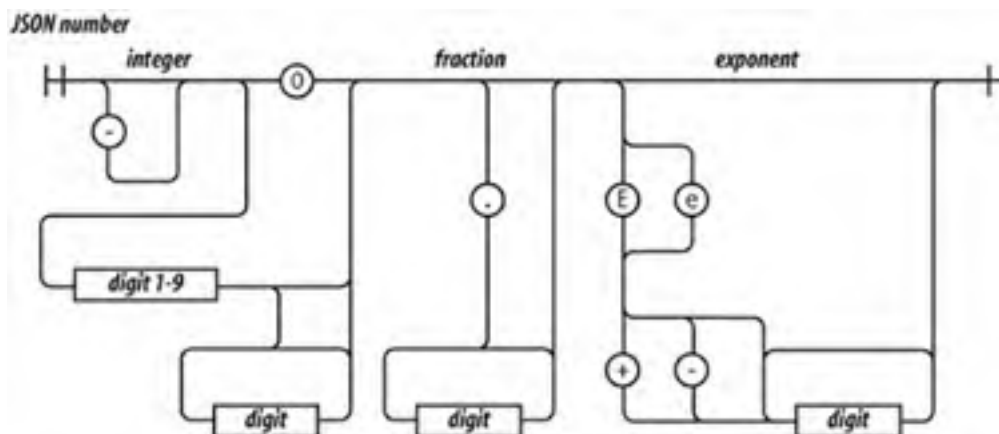 JSON number
integer
fraction
exponent
0
-
.
E
e
digit 1-9
+
-
digit
digit
digit